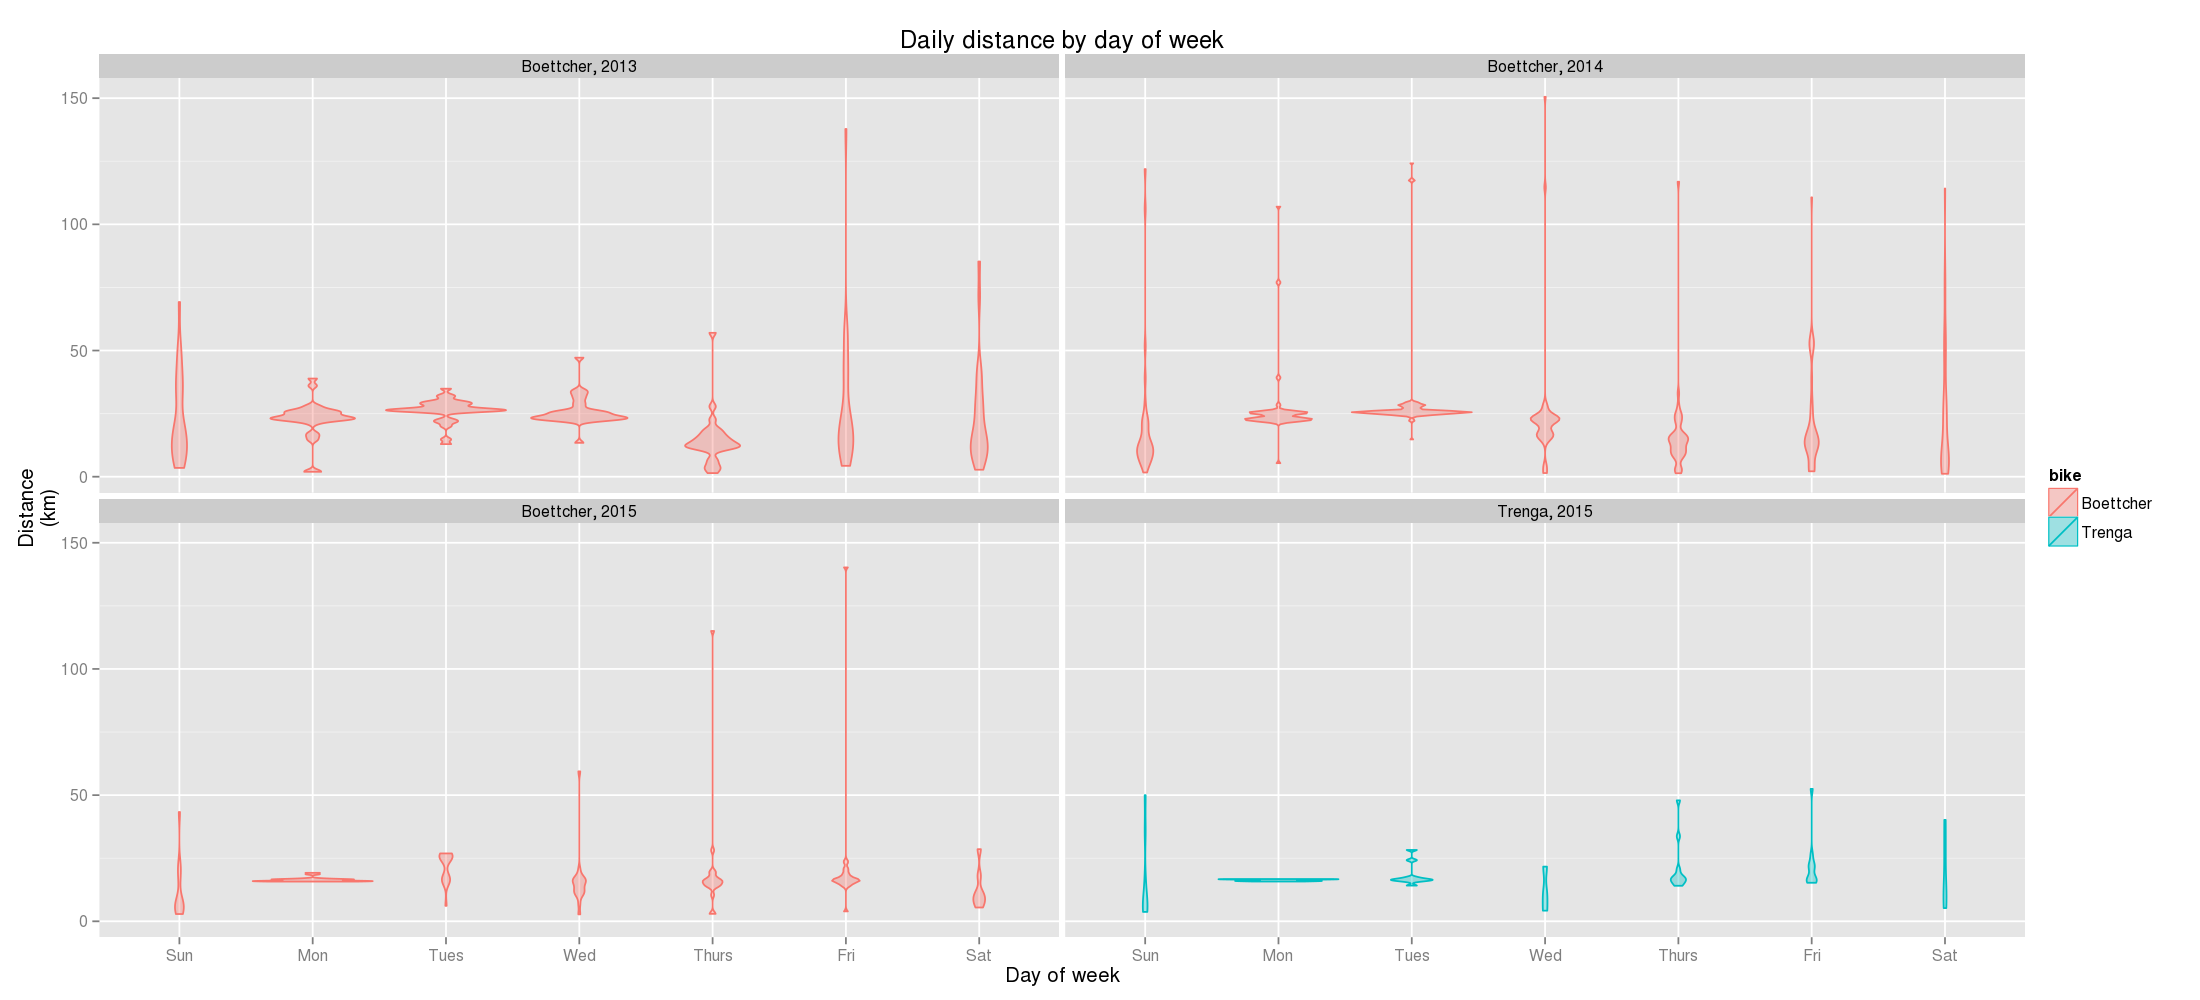 Daily distance by day of week
Boettcher, 2013
Boettcher, 2014
150
100
50
0
Boettcher, 2015
Trenga, 2015
150
100
50
0
Sun Mon Tues Wed Thurs Fri Sat
Sun Mon Tues Wed Thurs Fri Sat
Day of week
Distance
(km)
bike
Boettcher
Trenga